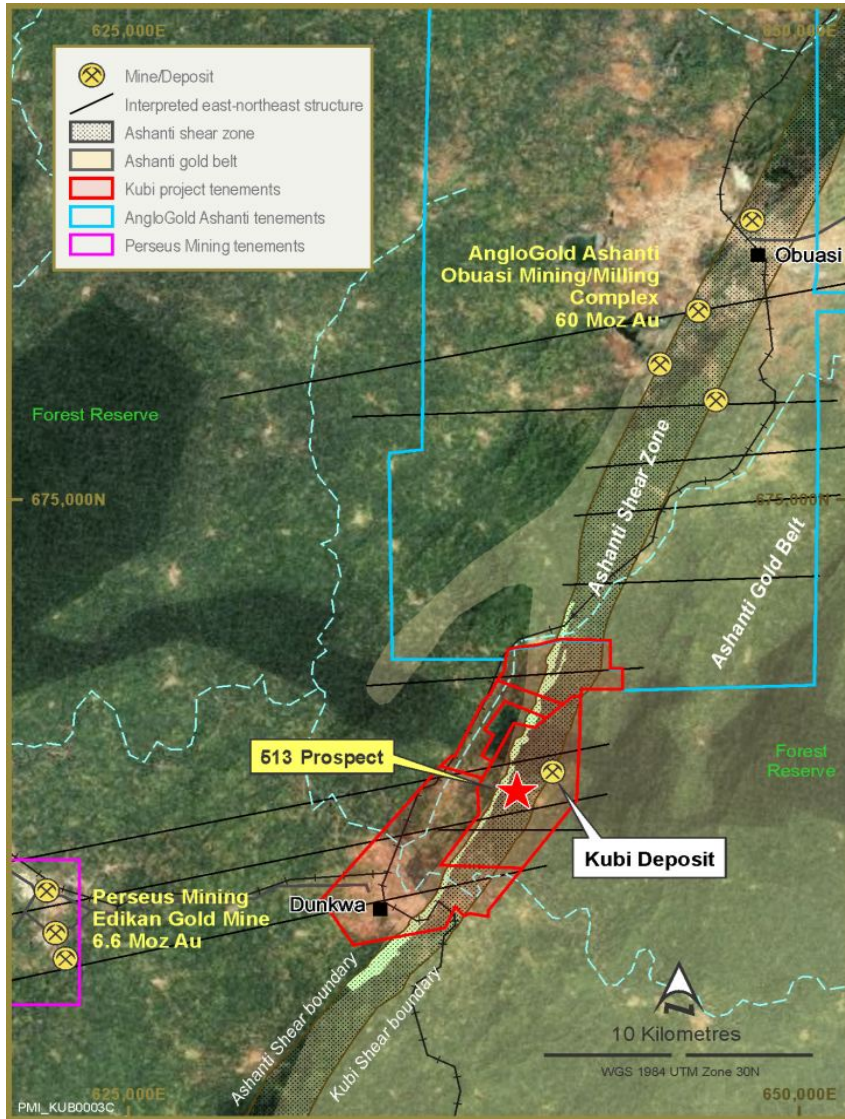 625,000E
650,000E
Mine/Deposit
Interpreted east-northeast structure
Ashanti shear zone
Ashanti gold belt
Kubi project tenements
AngloGold Ashanti tenements
Perseus Mining tenements
Obuasi
AngloGold Ashanti
Obuasi Mining/Milling
Complex
60 Moz Au
Forest Reserve
Ashanti Shear Zone
675,000N
675,000N
Ashanti Gold Belt
513 Prospect
Forest
Reserve
Kubi Deposit
Perseus Mining
Edikan Gold Mine
6.6 Moz Au
Dunkwa
Ashanti Shear boundary
Kubi Shear boundary
10 Kilometres
WGS 1984 UTM Zone 30N
625,000E
650,000E
PMI_KUB0003C